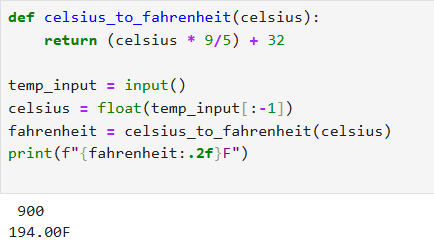 def celsius_to_fahrenheit(celsius):
    return (celsius * 9/5) + 32
temp_input = input()
celsius = float(temp_input[:-1])
fahrenheit = celsius_to_fahrenheit(celsius)
print(f"{fahrenheit:.2f}F")
900
194.00F